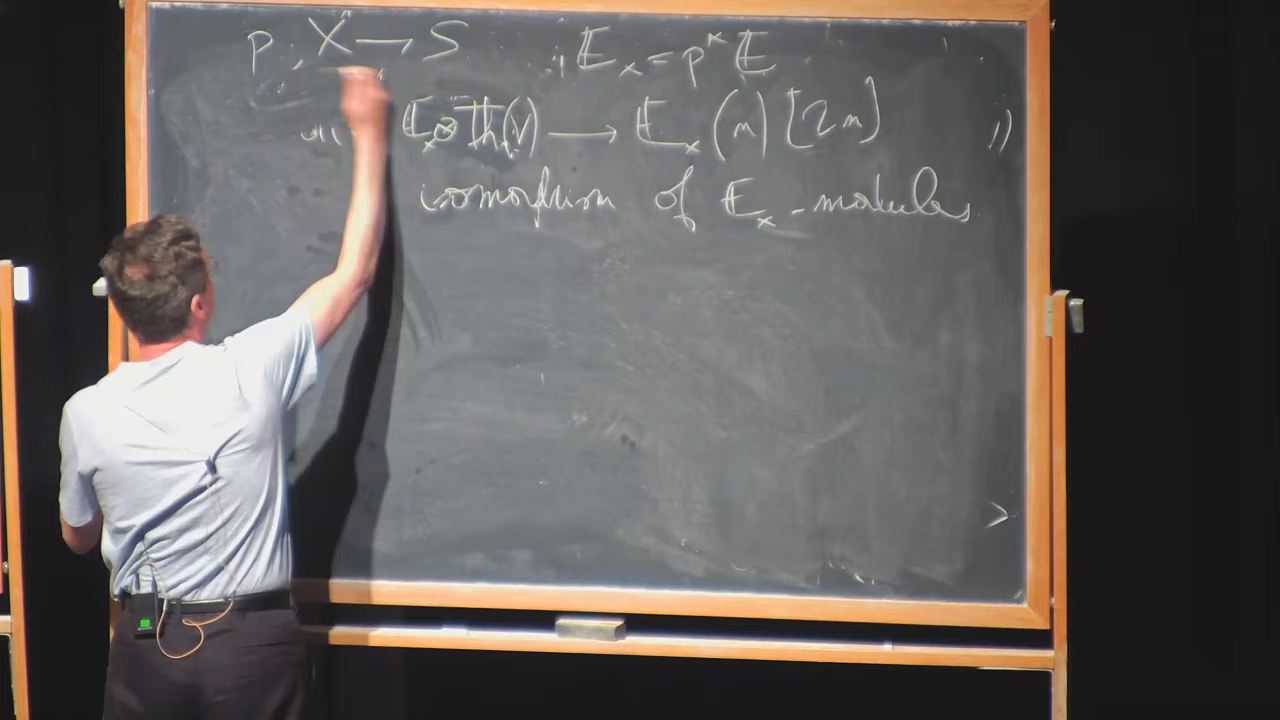 p : X → S 𝔼_X = p^* 𝔼
𝔼_X ⊗ Th(V) → 𝔼_X (n) [2n]
isomorphism of 𝔼_X - modules